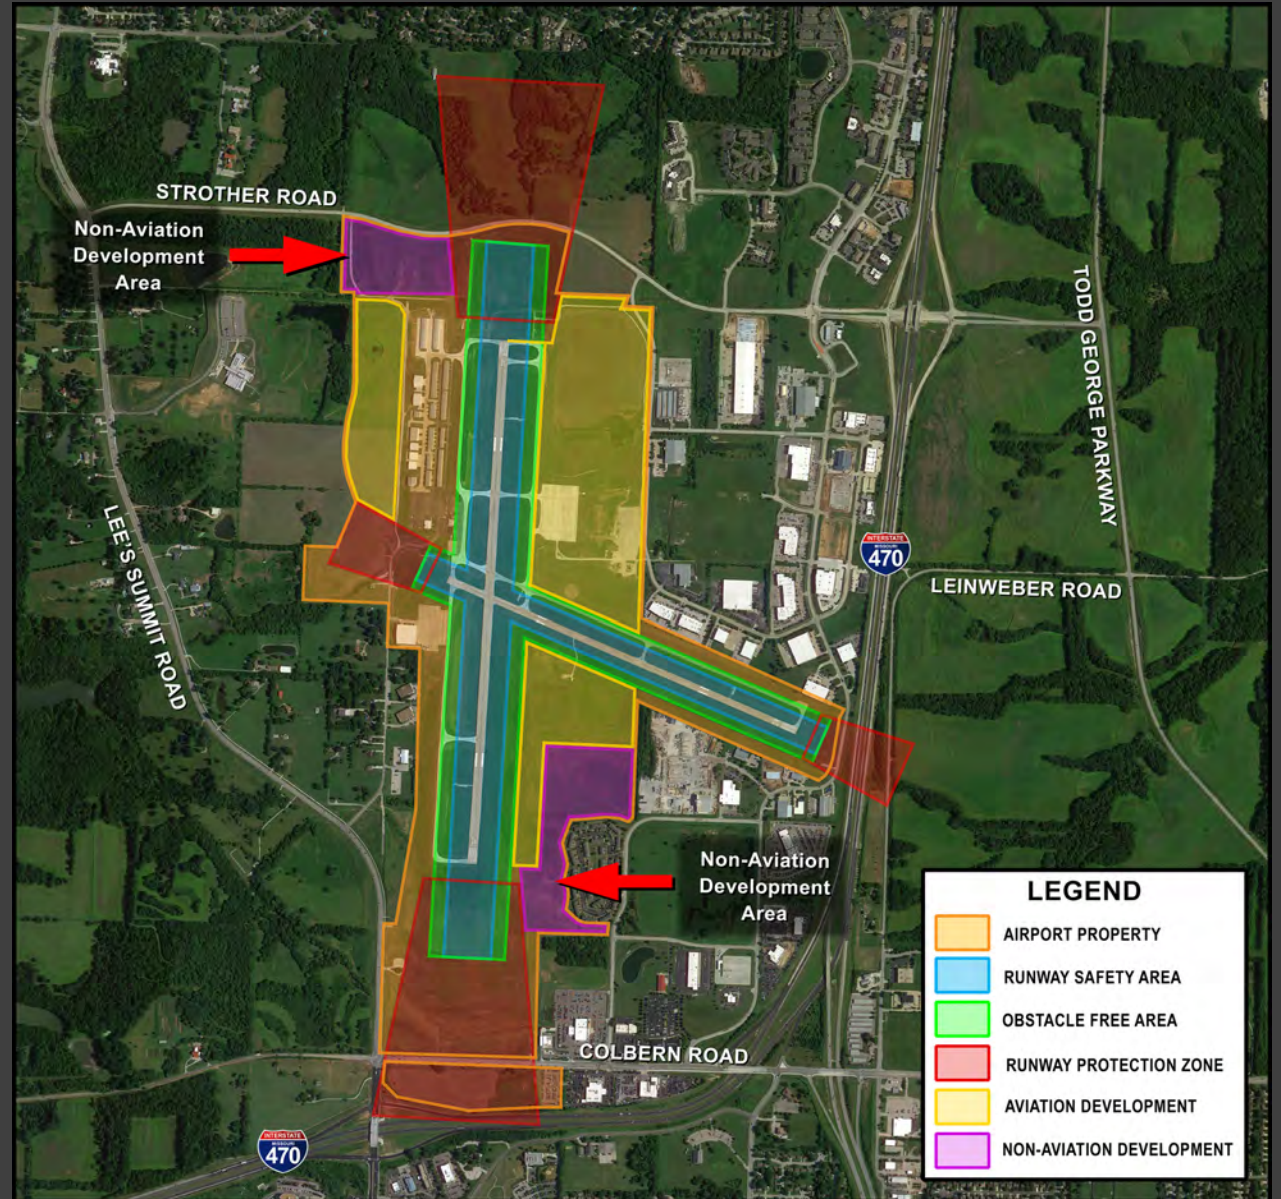 STROTHER ROAD
Non-Aviation
Development
Area
TODD GEORGE PARKWAY
LEE'S SUMMIT ROAD
INTERSTATE
MISSOURI
470
LEINWEBER ROAD
Non-Aviation
Development
Area
COLBERN ROAD
INTERSTATE
MISSOURI
470
LEGEND
AIRPORT PROPERTY
RUNWAY SAFETY AREA
OBSTACLE FREE AREA
RUNWAY PROTECTION ZONE
AVIATION DEVELOPMENT
NON-AVIATION DEVELOPMENT